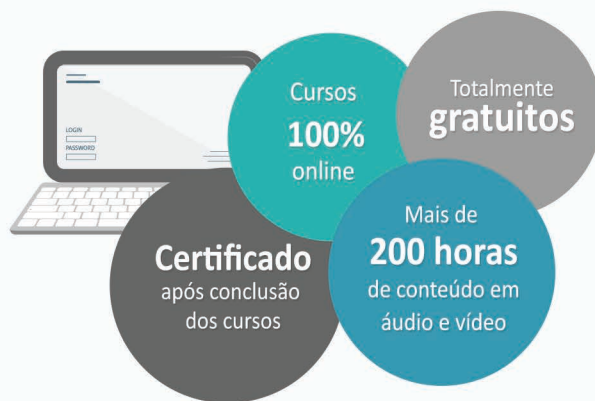 LOGIN
PASSWORD
Cursos
100%
online
Totalmente
gratuitos
Certificado
após conclusão
dos cursos
Mais de
200 horas
de conteúdo em
áudio e vídeo